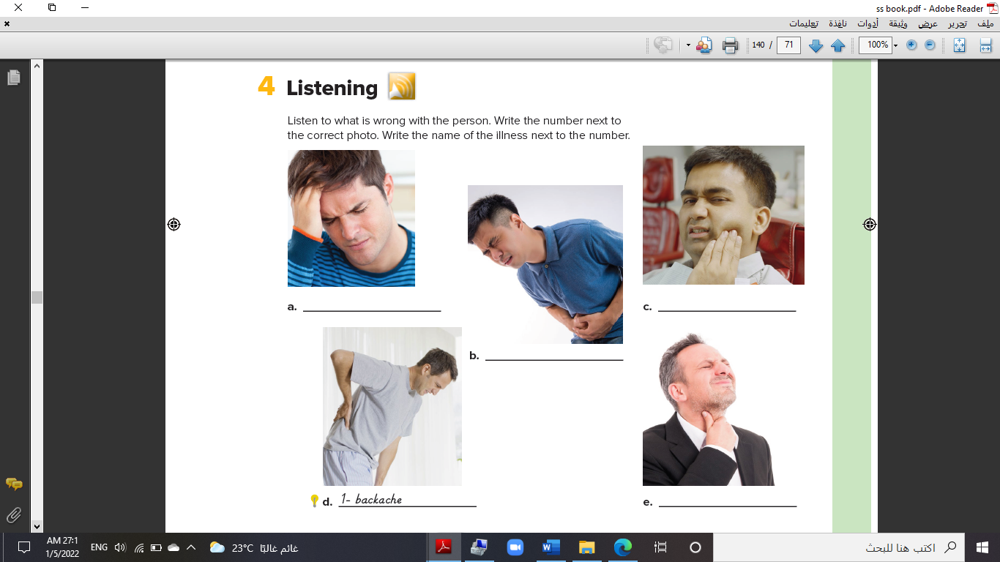 ss book.pdf - Adobe Reader
ملف تحرير عرض وثيقة أدوات نافذة تعليمات
140 / 71 100%
4 Listening
Listen to what is wrong with the person. Write the number next to
the correct photo. Write the name of the illness next to the number.
a.
c.
b.
d. 1- backache
e.
AM 27:1
1/5/2022
ENG
23°C غائم غالبًا
اكتب هنا للبحث